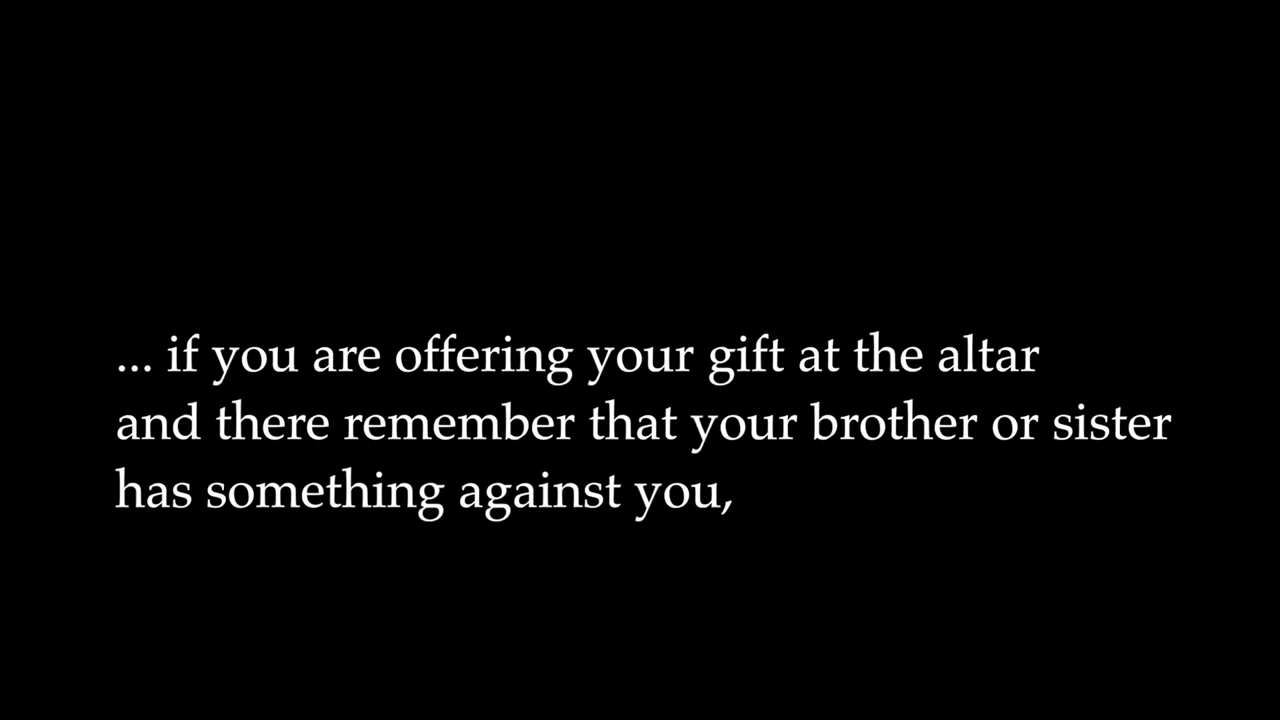 ... if you are offering your gift at the altar
and there remember that your brother or sister
has something against you,